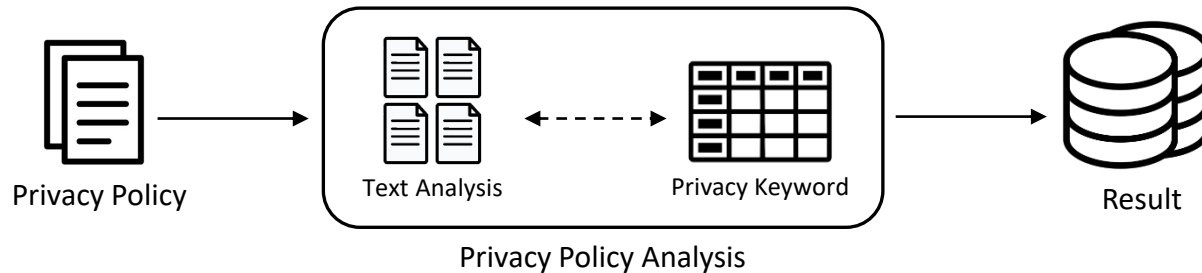 Privacy Policy
Text Analysis
Privacy Keyword
Result
Privacy Policy Analysis